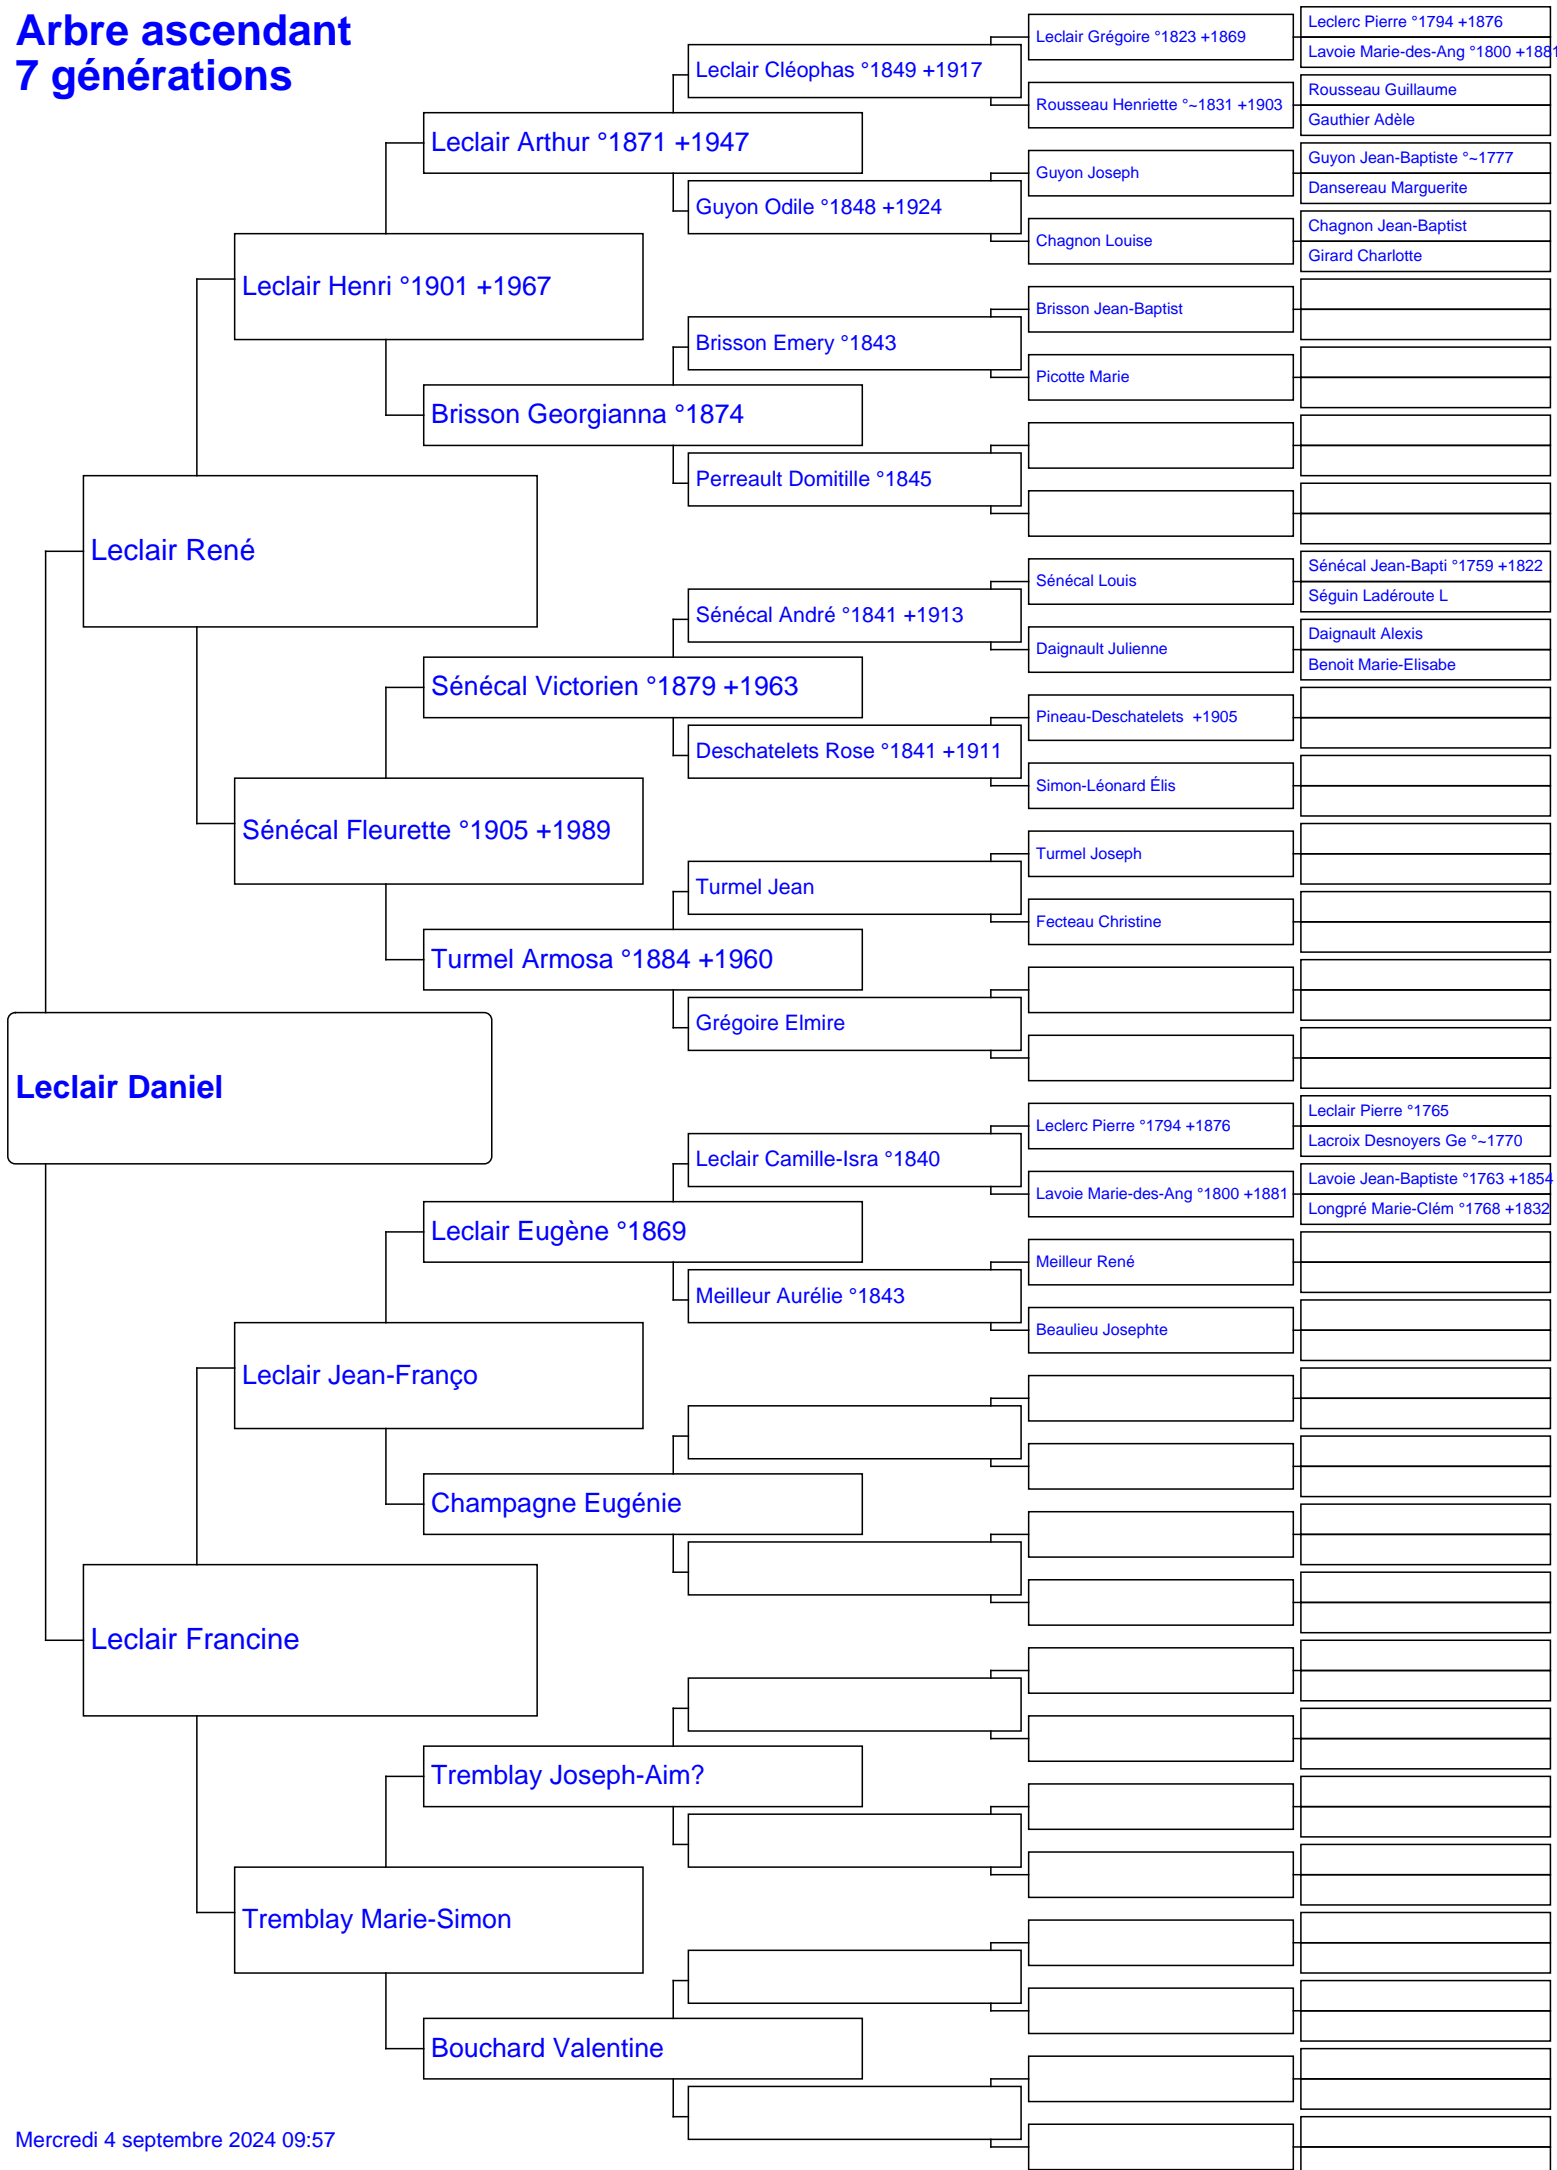 Arbre ascendant
7 générations
Leclair Daniel
Leclair René
Leclair Francine
Leclair Henri °1901 +1967
Sénécal Fleurette °1905 +1989
Leclair Jean-Franço
Tremblay Marie-Simon
Leclair Arthur °1871 +1947
Brisson Georgianna °1874
Sénécal Victorien °1879 +1963
Turmel Armosa °1884 +1960
Leclair Eugène °1869
Champagne Eugénie
Tremblay Joseph-Aim?
Bouchard Valentine
Leclair Cléophas °1849 +1917
Guyon Odile °1848 +1924
Brisson Emery °1843
Perreault Domitille °1845
Sénécal André °1841 +1913
Deschatelets Rose °1841 +1911
Turmel Jean
Grégoire Elmire
Leclair Camille-Isra °1840
Meilleur Aurélie °1843
Leclair Grégoire °1823 +1869
Rousseau Henriette °~1831 +1903
Guyon Joseph
Chagnon Louise
Brisson Jean-Baptist
Picotte Marie
Sénécal Louis
Daignault Julienne
Pineau-Deschatelets  +1905
Simon-Léonard Élis
Turmel Joseph
Fecteau Christine
Leclerc Pierre °1794 +1876
Lavoie Marie-des-Ang °1800 +1881
Meilleur René
Beaulieu Josephte
Leclerc Pierre °1794 +1876
Lavoie Marie-des-Ang °1800 +1881
Rousseau Guillaume
Gauthier Adèle
Guyon Jean-Baptiste °~1777
Dansereau Marguerite
Chagnon Jean-Baptist
Girard Charlotte
Sénécal Jean-Bapti °1759 +1822
Séguin Ladéroute L
Daignault Alexis
Benoit Marie-Elisabe
Leclair Pierre °1765
Lacroix Desnoyers Ge °~1770
Lavoie Jean-Baptiste °1763 +1854
Longpré Marie-Clém °1768 +1832
Mercredi 4 septembre 2024 09:57